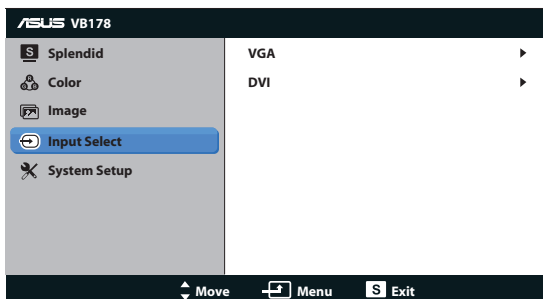 ASUS VB178
S Splendid
VGA
Color
DVI
Image
Input Select
System Setup
Move Menu S Exit